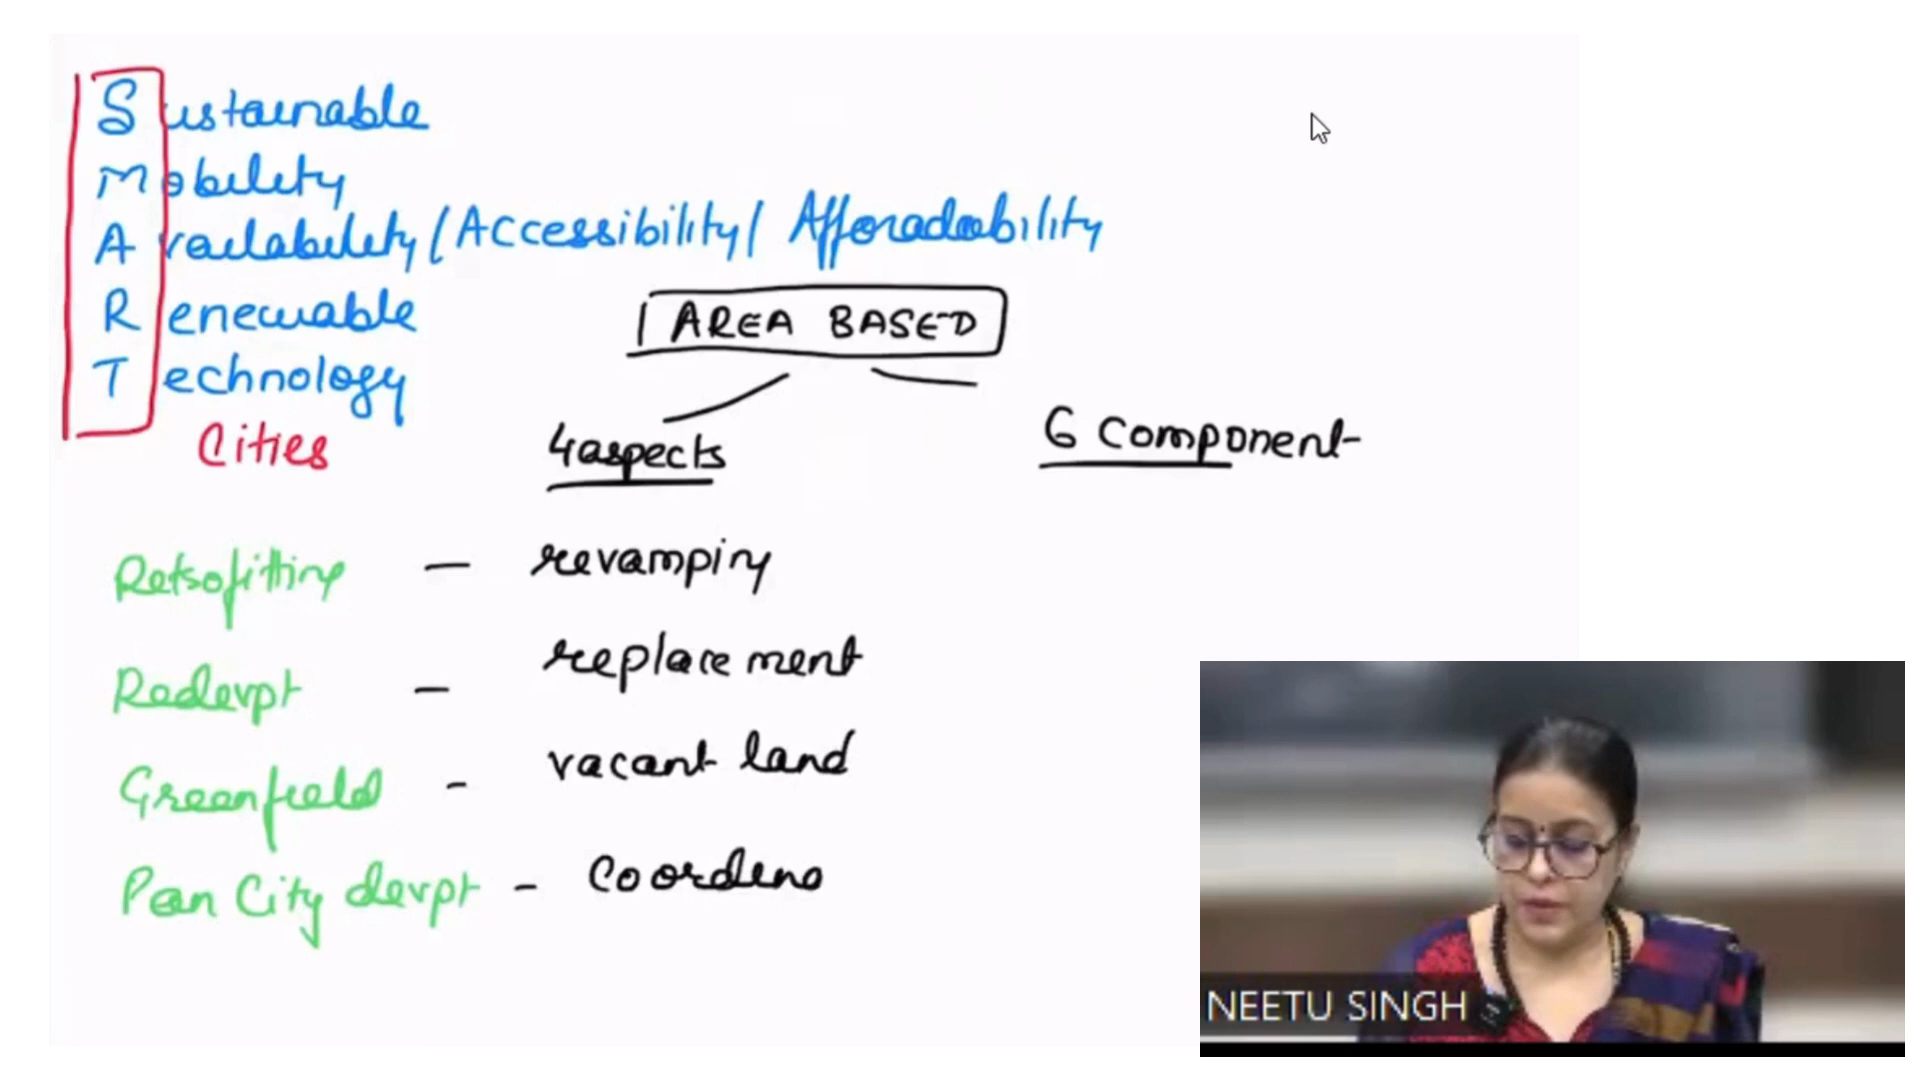 Sustainable
Mobility
Availability/Accessibility/ Afforadability
Renewable
Technology
Cities
AREA BASED
4 aspects
6 Component
Retrofitting - revamping
Redevpt - replacement
Greenfield - vacant land
Pan City devpt - Coordena
NEETU SINGH